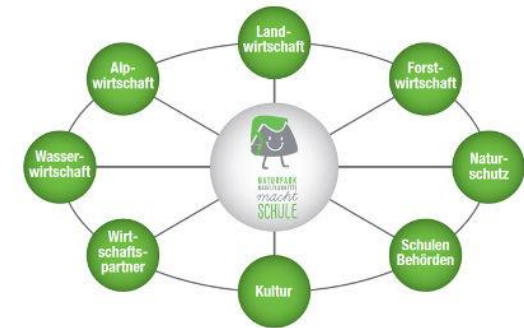 Land-
wirtschaft
Alp-
wirtschaft
Forst-
wirtschaft
Wasser-
wirtschaft
NATURPARK
NAGELFLUHKETTE
macht
SCHULE
Natur-
schutz
Wirt-
schafts-
partner
Schulen
Behörden
Kultur